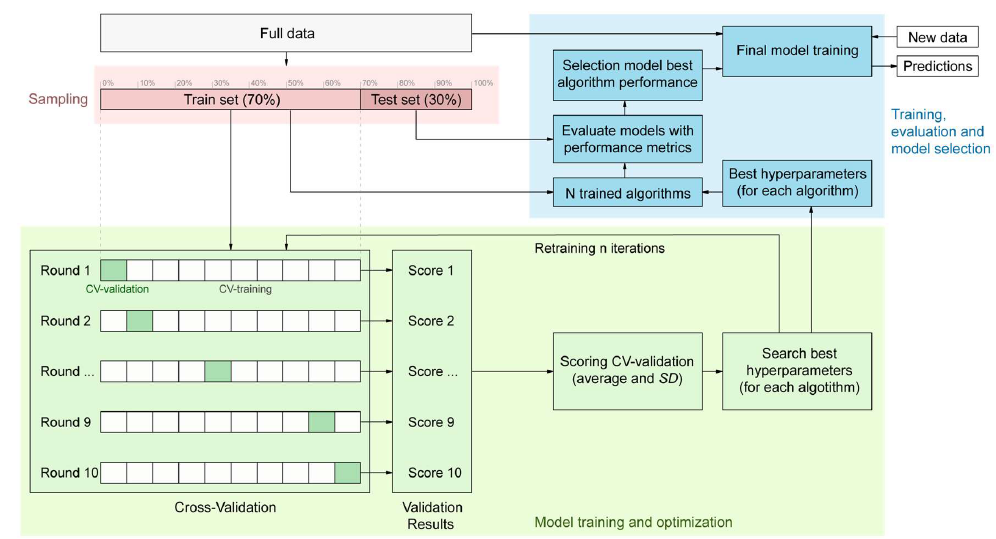 Full data
Final model training
New data
Predictions
Selection model best
algorithm performance
0% 10% 20% 30% 40% 50% 60% 70% 80% 90% 100%
Sampling
Train set (70%)
Test set (30%)
Training,
evaluation and
model selection
Evaluate models with
performance metrics
N trained algorithms
Best hyperparameters
(for each algorithm)
Retraining n iterations
Round 1
Score 1
CV-validation
CV-training
Round 2
Score 2
Round ...
Score ...
Scoring CV-validation
(average and SD)
Search best
hyperparameters
(for each algotithm)
Round 9
Score 9
Round 10
Score 10
Cross-Validation
Validation
Results
Model training and optimization